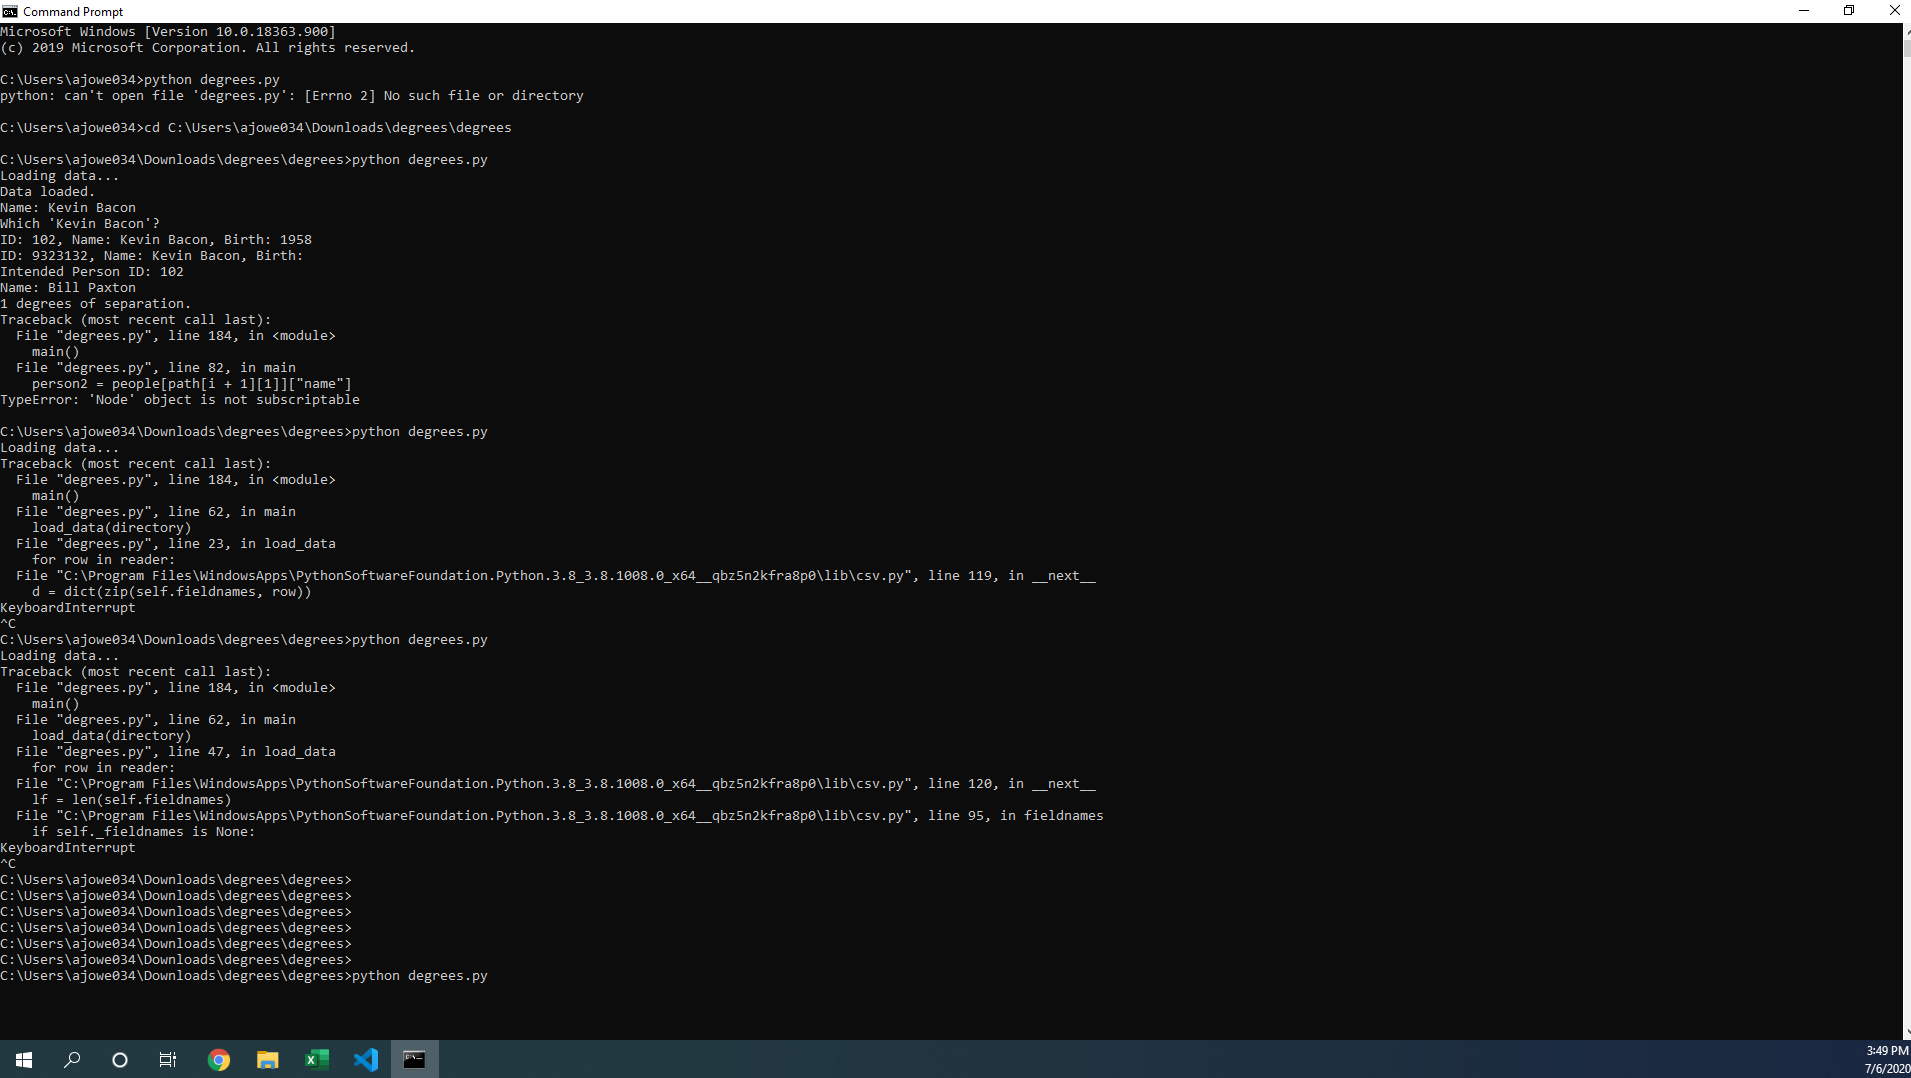 Command Prompt
Microsoft Windows [Version 10.0.18363.900]
(c) 2019 Microsoft Corporation. All rights reserved.
C:\Users\ajowe034>python degrees.py
python: can't open file 'degrees.py': [Errno 2] No such file or directory
C:\Users\ajowe034>cd C:\Users\ajowe034\Downloads\degrees\degrees
C:\Users\ajowe034\Downloads\degrees\degrees>python degrees.py
Loading data...
Data loaded.
Name: Kevin Bacon
Which 'Kevin Bacon'?
ID: 102, Name: Kevin Bacon, Birth: 1958
ID: 9323132, Name: Kevin Bacon, Birth:
Intended Person ID: 102
Name: Bill Paxton
1 degrees of separation.
Traceback (most recent call last):
  File "degrees.py", line 184, in <module>
    main()
  File "degrees.py", line 82, in main
    person2 = people[path[i + 1][1]]["name"]
TypeError: 'Node' object is not subscriptable
C:\Users\ajowe034\Downloads\degrees\degrees>python degrees.py
Loading data...
Traceback (most recent call last):
  File "degrees.py", line 184, in <module>
    main()
  File "degrees.py", line 62, in main
    load_data(directory)
  File "degrees.py", line 23, in load_data
    for row in reader:
  File "C:\Program Files\WindowsApps\PythonSoftwareFoundation.Python.3.8_3.8.1008.0_x64__qbz5n2kfra8p0\lib\csv.py", line 119, in __next__
    d = dict(zip(self.fieldnames, row))
KeyboardInterrupt
^C
C:\Users\ajowe034\Downloads\degrees\degrees>python degrees.py
Loading data...
Traceback (most recent call last):
  File "degrees.py", line 184, in <module>
    main()
  File "degrees.py", line 62, in main
    load_data(directory)
  File "degrees.py", line 47, in load_data
    for row in reader:
  File "C:\Program Files\WindowsApps\PythonSoftwareFoundation.Python.3.8_3.8.1008.0_x64__qbz5n2kfra8p0\lib\csv.py", line 120, in __next__
    lf = len(self.fieldnames)
  File "C:\Program Files\WindowsApps\PythonSoftwareFoundation.Python.3.8_3.8.1008.0_x64__qbz5n2kfra8p0\lib\csv.py", line 95, in fieldnames
    if self._fieldnames is None:
KeyboardInterrupt
^C
C:\Users\ajowe034\Downloads\degrees\degrees>
C:\Users\ajowe034\Downloads\degrees\degrees>
C:\Users\ajowe034\Downloads\degrees\degrees>
C:\Users\ajowe034\Downloads\degrees\degrees>
C:\Users\ajowe034\Downloads\degrees\degrees>
C:\Users\ajowe034\Downloads\degrees\degrees>
C:\Users\ajowe034\Downloads\degrees\degrees>python degrees.py
3:49 PM
7/6/2020